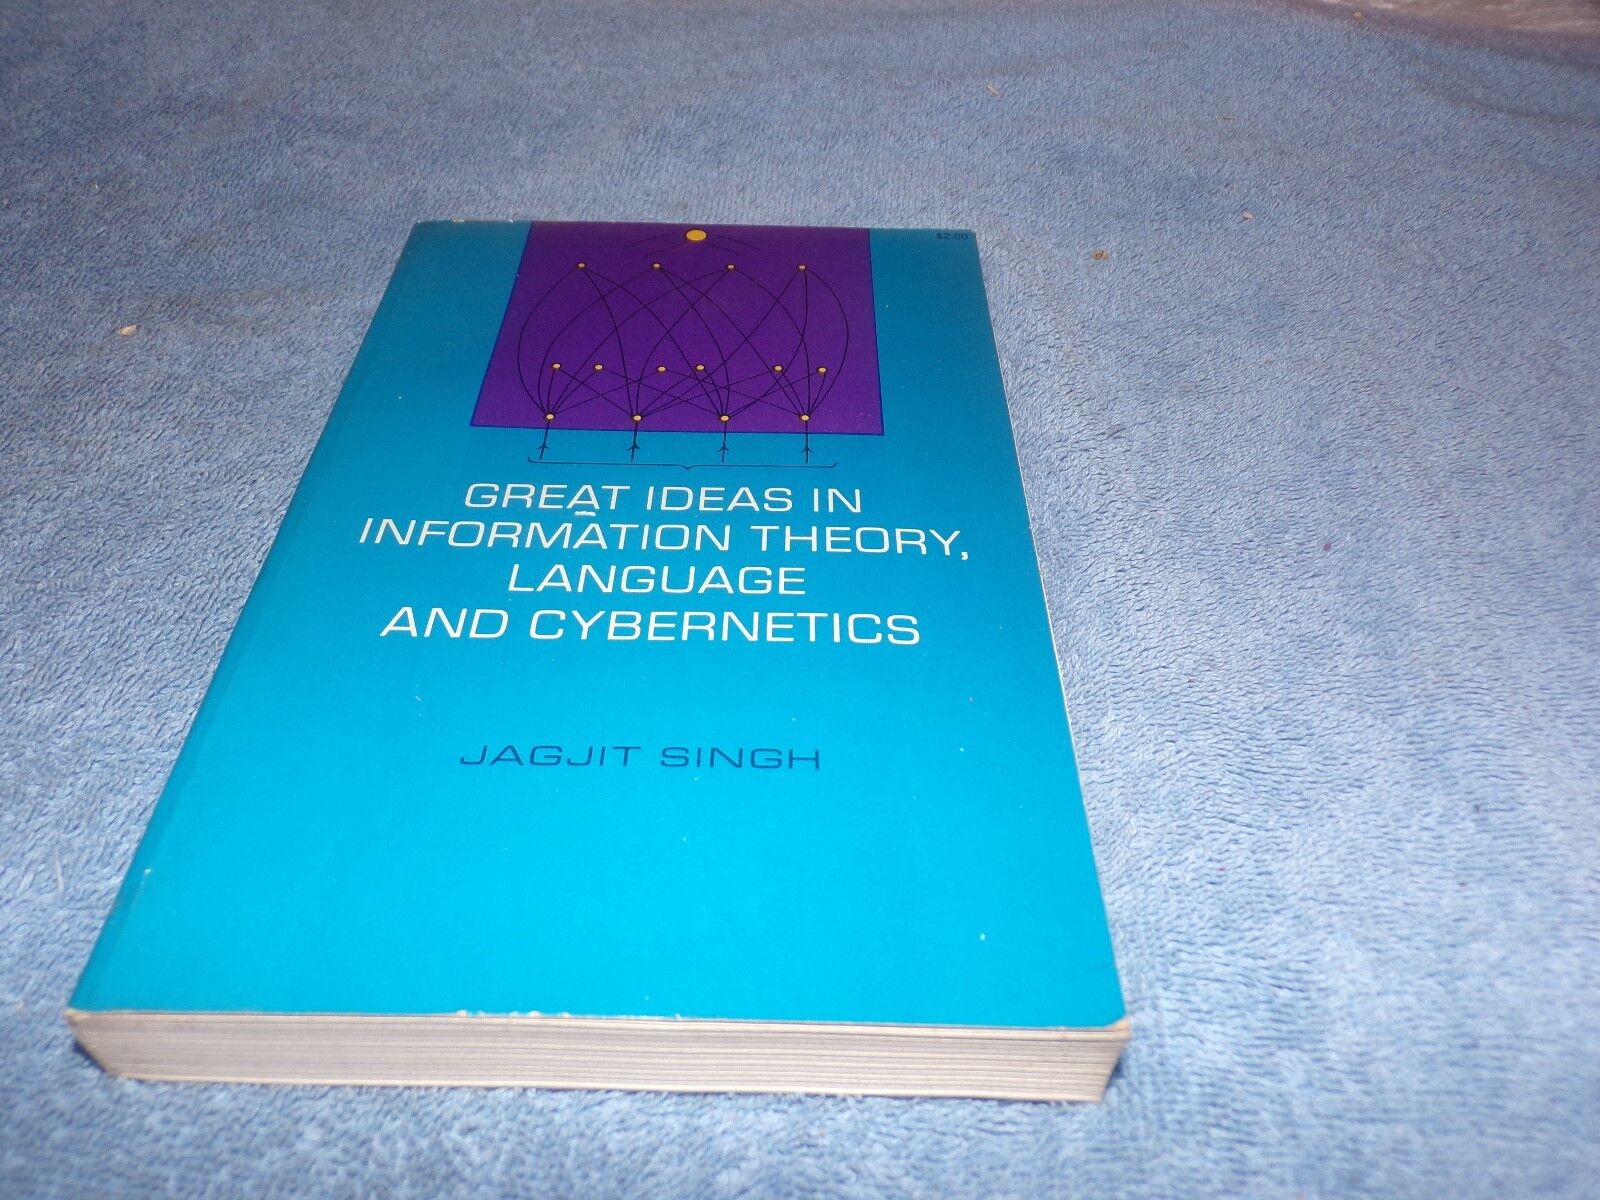 $2.00
GREAT IDEAS IN
INFORMATION THEORY,
LANGUAGE
AND CYBERNETICS
JAGJIT SINGH